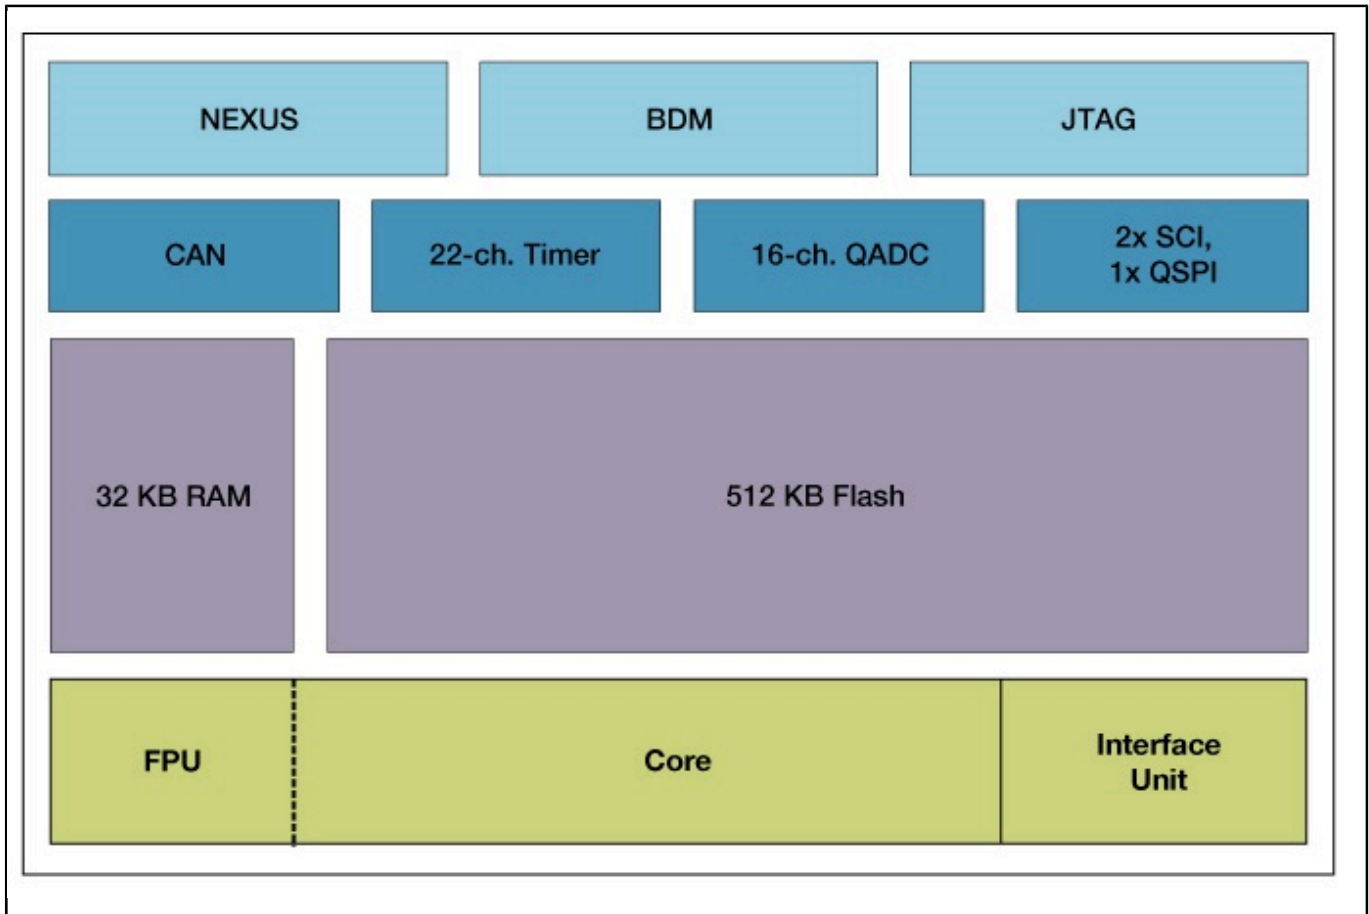 NEXUS
BDM
JTAG
CAN
22-ch. Timer
16-ch. QADC
2x SCI,
1x QSPI
32 KB RAM
512 KB Flash
FPU
Core
Interface
Unit